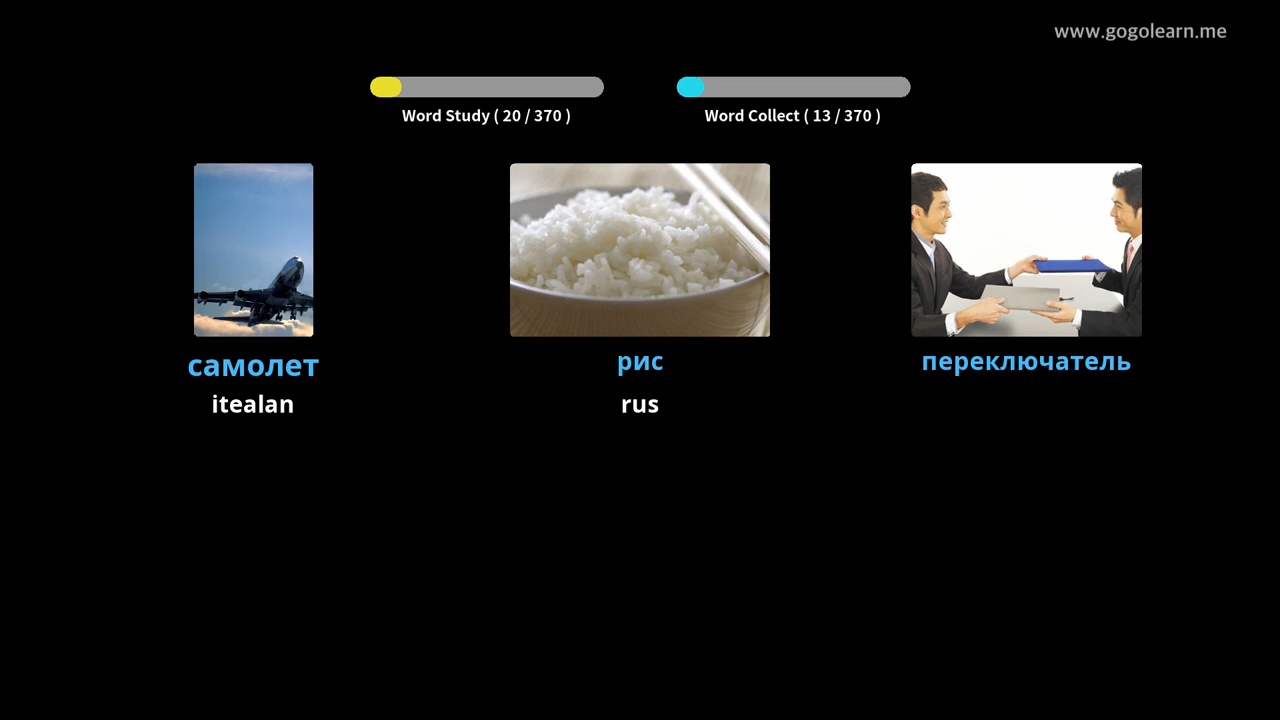 www.gogolearn.me
Word Study ( 20 / 370 )
Word Collect ( 13 / 370 )
самолет
рис
переключатель
itealan
rus